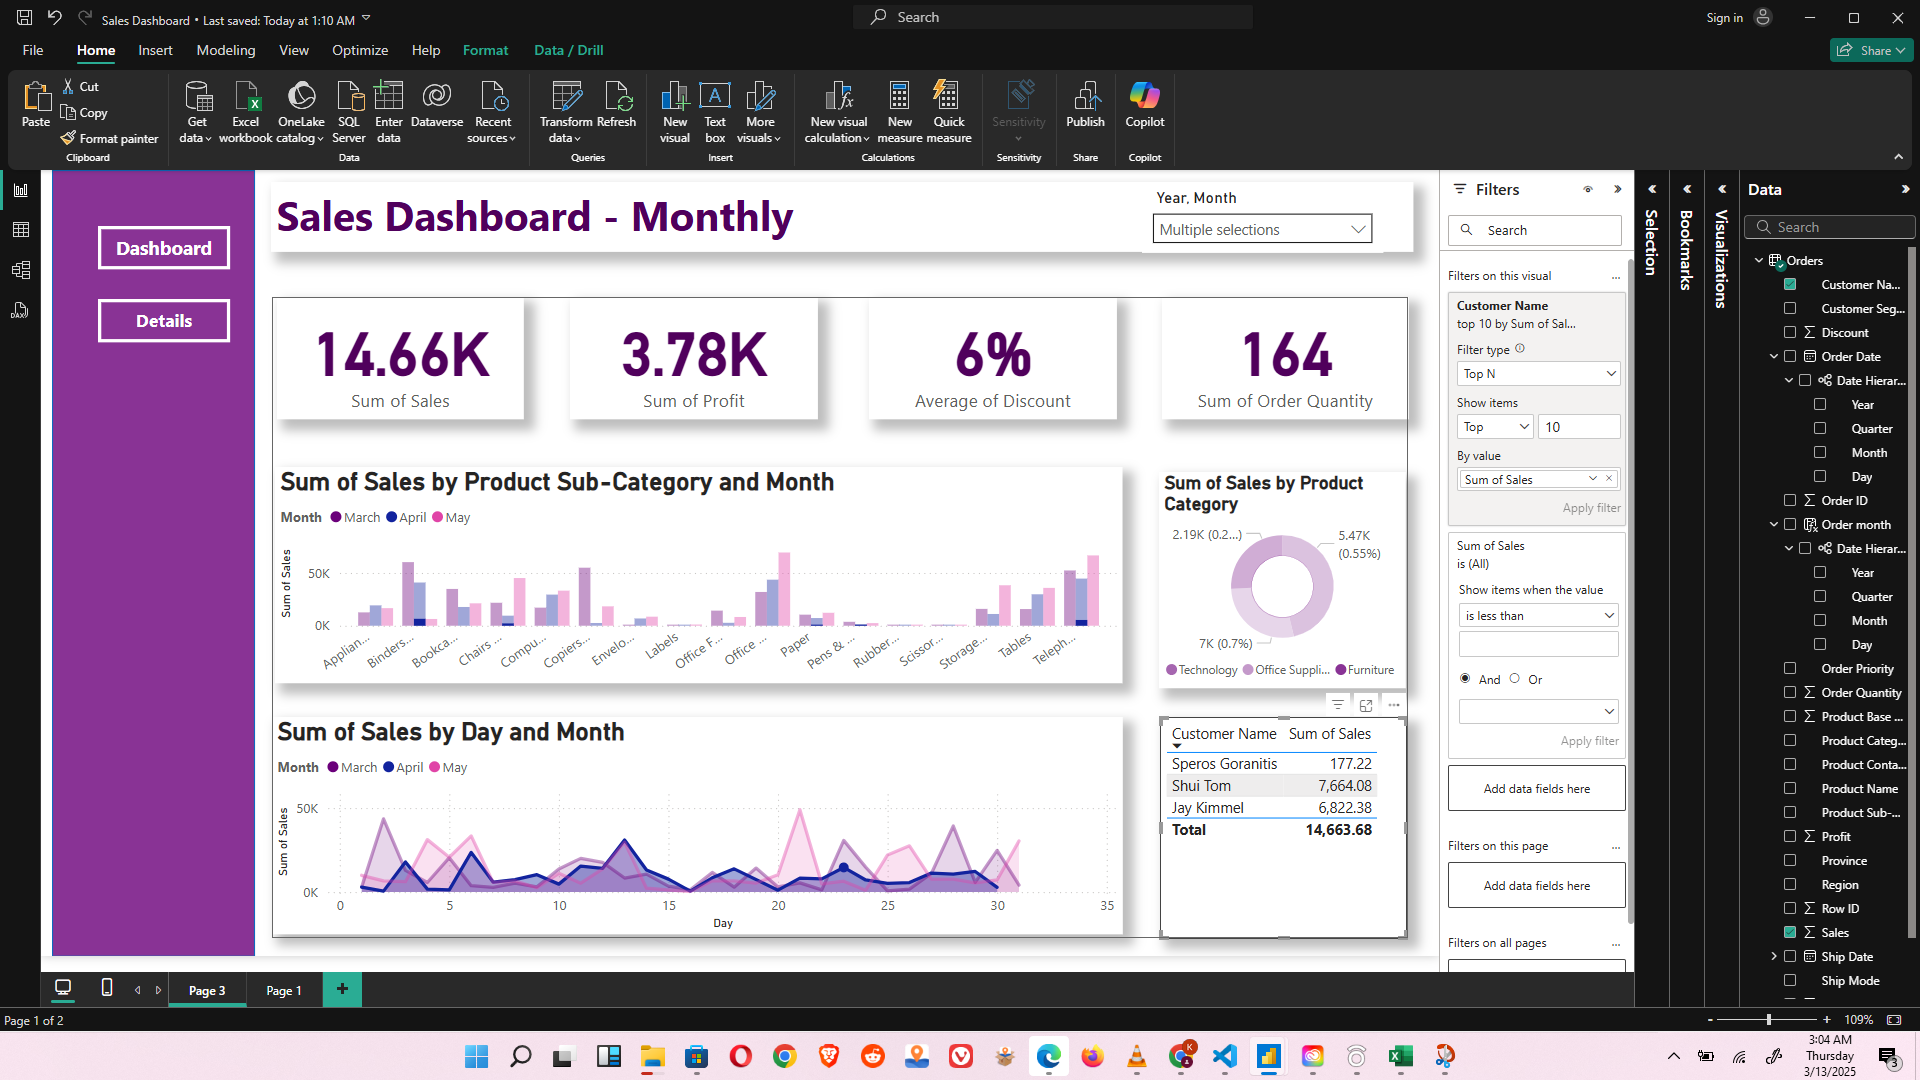 Sales Dashboard • Last saved: Today at 1:10 AM
Search
Sign in
File Home Insert Modeling View Optimize Help Format Data / Drill
Share
Paste
Cut
Copy
Format painter
Clipboard
Get data
Excel workbook
OneLake catalog
SQL Server
Enter data
Dataverse
Recent sources
Data
Transform data
Refresh
Queries
New visual
Text box
More visuals
Insert
New visual calculation
New measure
Quick measure
Calculations
Sensitivity
Sensitivity
Publish
Share
Copilot
Copilot
Dashboard
Details
Sales Dashboard - Monthly
Year, Month
Multiple selections
14.66K
Sum of Sales
3.78K
Sum of Profit
6%
Average of Discount
164
Sum of Order Quantity
Sum of Sales by Product Sub-Category and Month
Month March April May
Sum of Sales
50K
0K
Applian...
Binders...
Bookca...
Chairs ...
Compu...
Copiers...
Envelo...
Labels
Office F...
Office ...
Paper
Pens & ...
Rubber...
Scissor...
Storage...
Tables
Teleph...
Sum of Sales by Product Category
2.19K (0.2...)
5.47K (0.55%)
7K (0.7%)
Technology Office Suppli... Furniture
Sum of Sales by Day and Month
Month March April May
Sum of Sales
50K
0K
0 5 10 15 20 25 30 35
Day
Customer Name Sum of Sales
Speros Goranitis 177.22
Shui Tom 7,664.08
Jay Kimmel 6,822.38
Total 14,663.68
Filters
Search
Filters on this visual ...
Customer Name
top 10 by Sum of Sal...
Filter type
Top N
Show items
Top 10
By value
Sum of Sales
Apply filter
Sum of Sales
is (All)
Show items when the value
is less than
And Or
Apply filter
Add data fields here
Filters on this page ...
Add data fields here
Filters on all pages ...
Selection
Bookmarks
Visualizations
Data
Search
Orders
Customer Na...
Customer Seg...
Discount
Order Date
Date Hierar...
Year
Quarter
Month
Day
Order ID
Order month
Date Hierar...
Year
Quarter
Month
Day
Order Priority
Order Quantity
Product Base ...
Product Categ...
Product Conta...
Product Name
Product Sub-...
Profit
Province
Region
Row ID
Sales
Ship Date
Ship Mode
Page 3
Page 1
Page 1 of 2
109%
3:04 AM
Thursday
3/13/2025
3